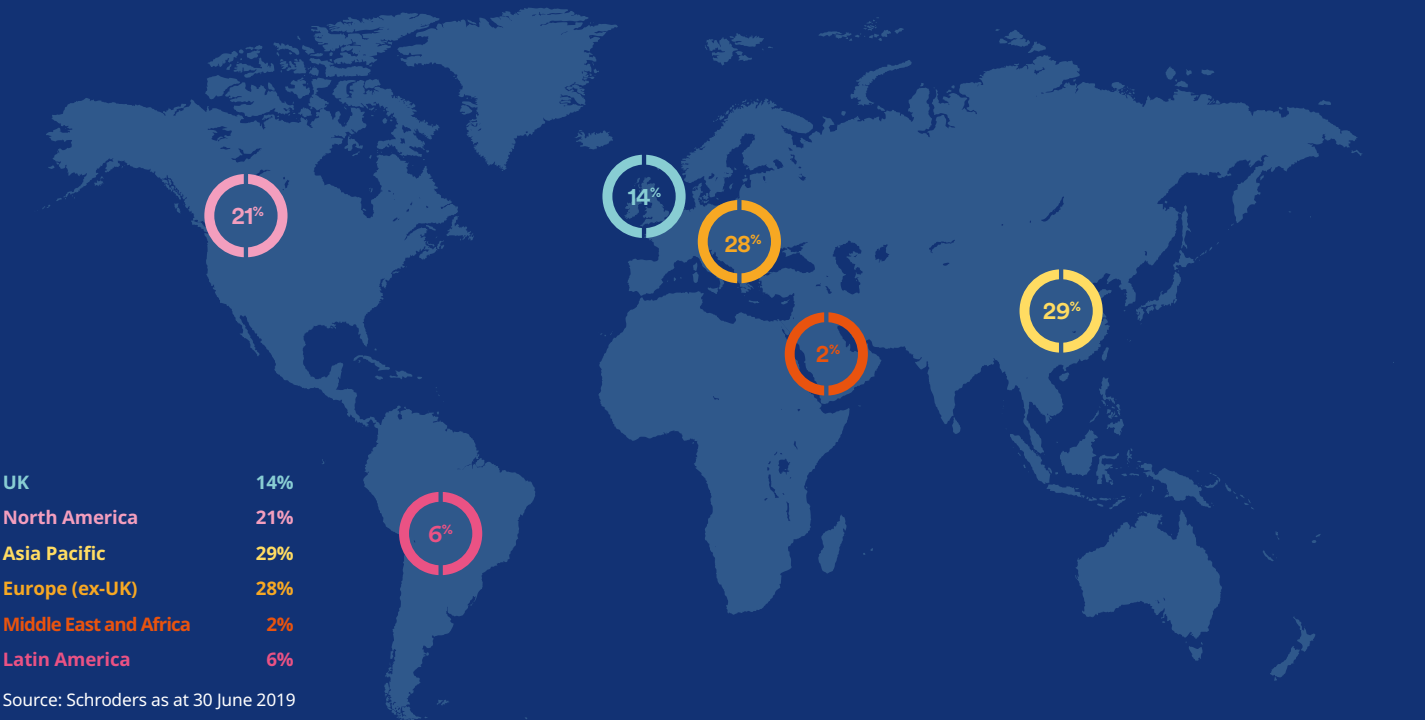 14%
21%
28%
29%
2%
6%
UK 14%
North America 21%
Asia Pacific 29%
Europe (ex-UK) 28%
Middle East and Africa 2%
Latin America 6%
Source: Schroders as at 30 June 2019